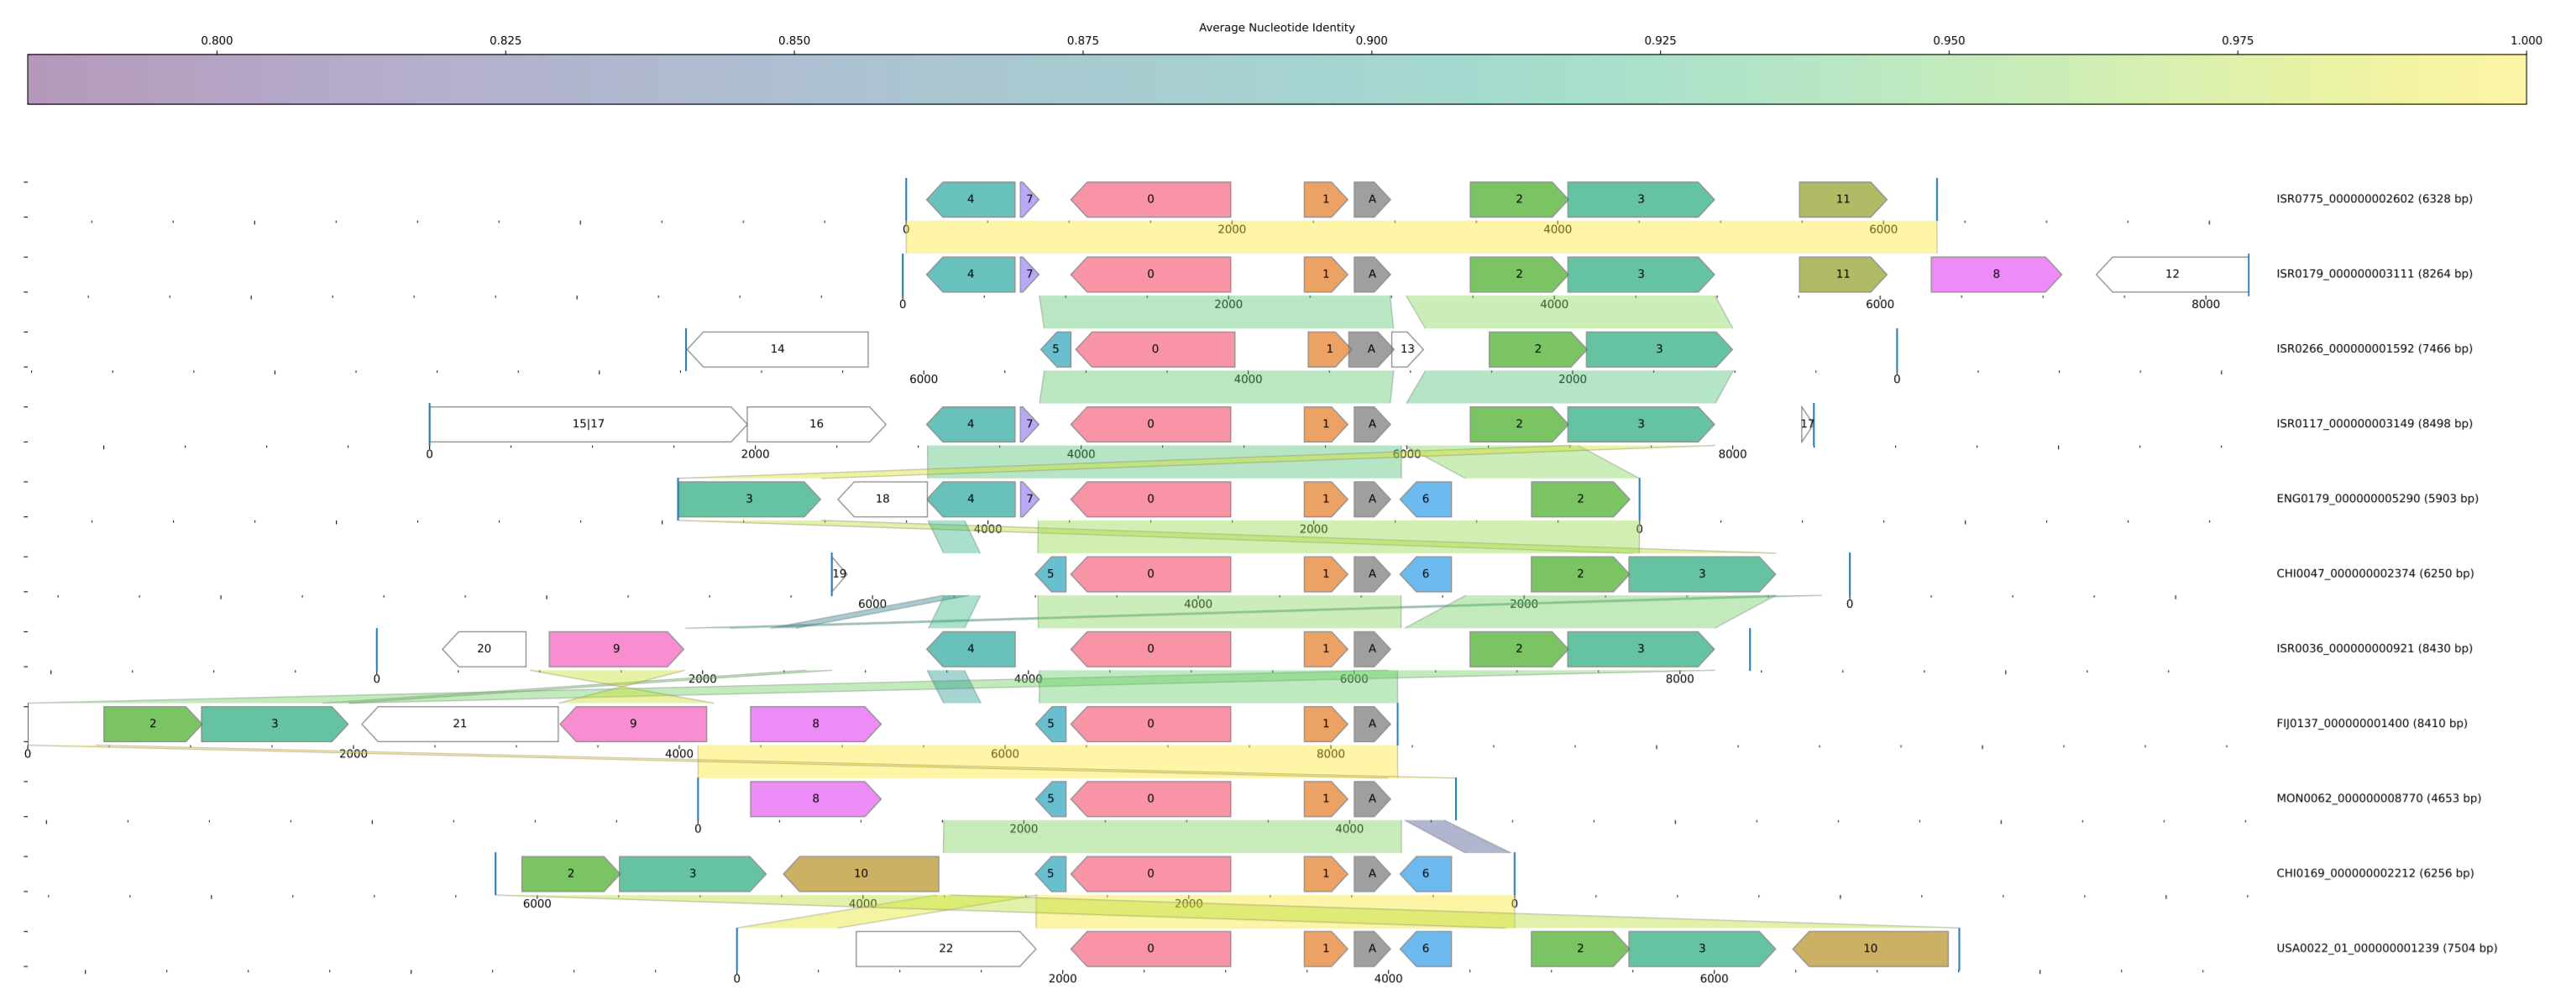 Average Nucleotide Identity
0.800 0.825 0.850 0.875 0.900 0.925 0.950 0.975 1.000
4 7 0 1 A 2 3 11 ISR0775_000000002602 (6328 bp)
0 2000 4000 6000
4 7 0 1 A 2 3 11 8 12 ISR0179_000000003111 (8264 bp)
0 2000 4000 6000 8000
14 5 0 1 A 13 2 3 ISR0266_000000001592 (7466 bp)
6000 4000 2000 0
15|17 16 4 7 0 1 A 2 3 17 ISR0117_000000003149 (8498 bp)
0 2000 4000 6000 8000
3 18 4 7 0 1 A 6 2 ENG0179_000000005290 (5903 bp)
4000 2000 0
19 5 0 1 A 6 2 3 CHI0047_000000002374 (6250 bp)
6000 4000 2000 0
20 9 4 0 1 A 2 3 ISR0036_000000000921 (8430 bp)
0 2000 4000 6000 8000
2 3 21 9 8 5 0 1 A FIJ0137_000000001400 (8410 bp)
0 2000 4000 6000 8000
8 5 0 1 A MON0062_000000008770 (4653 bp)
0 2000 4000
2 3 10 5 0 1 A 6 CHI0169_000000002212 (6256 bp)
6000 4000 2000 0
22 0 1 A 6 2 3 10 USA0022_01_000000001239 (7504 bp)
0 2000 4000 6000